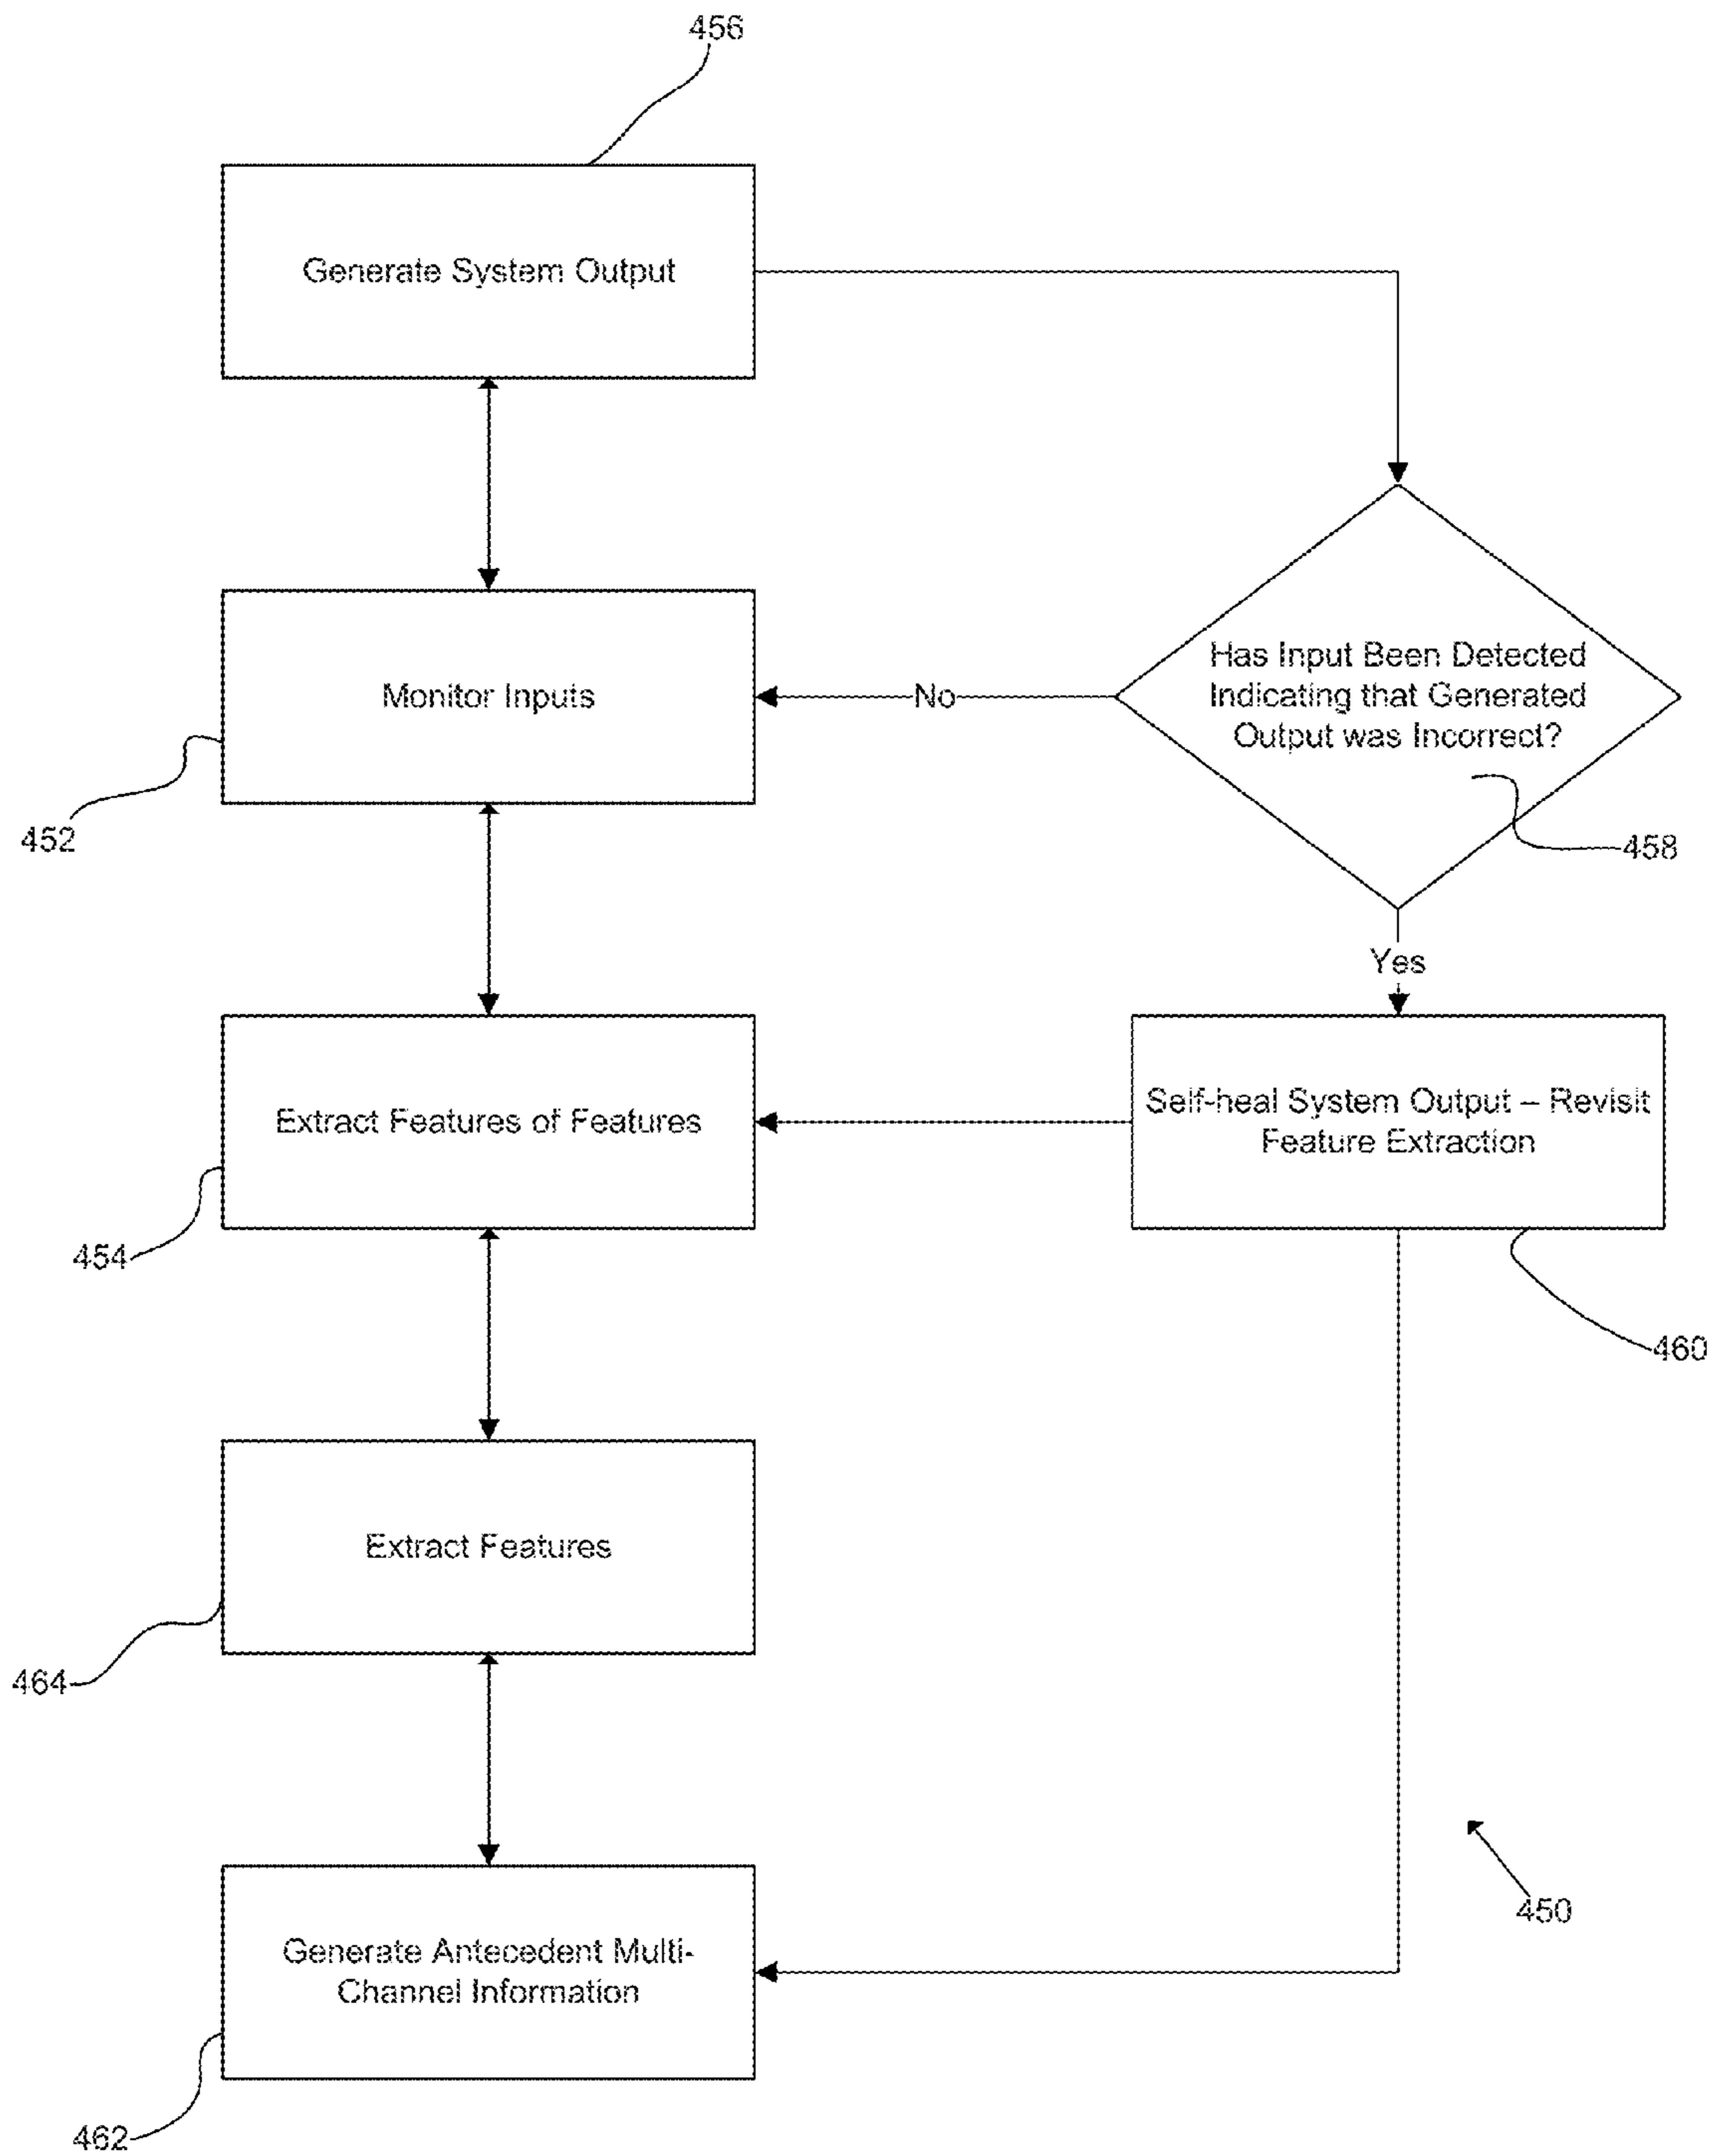 456
Generate System Output
Has Input Been Detected
Indicating that Generated
Output was Incorrect?
Monitor Inputs
No
452
458
Yes
Self-heal System Output – Revisit
Feature Extraction
Extract Features of Features
454
460
Extract Features
464
450
Generate Antecedent Multi-
Channel Information
462